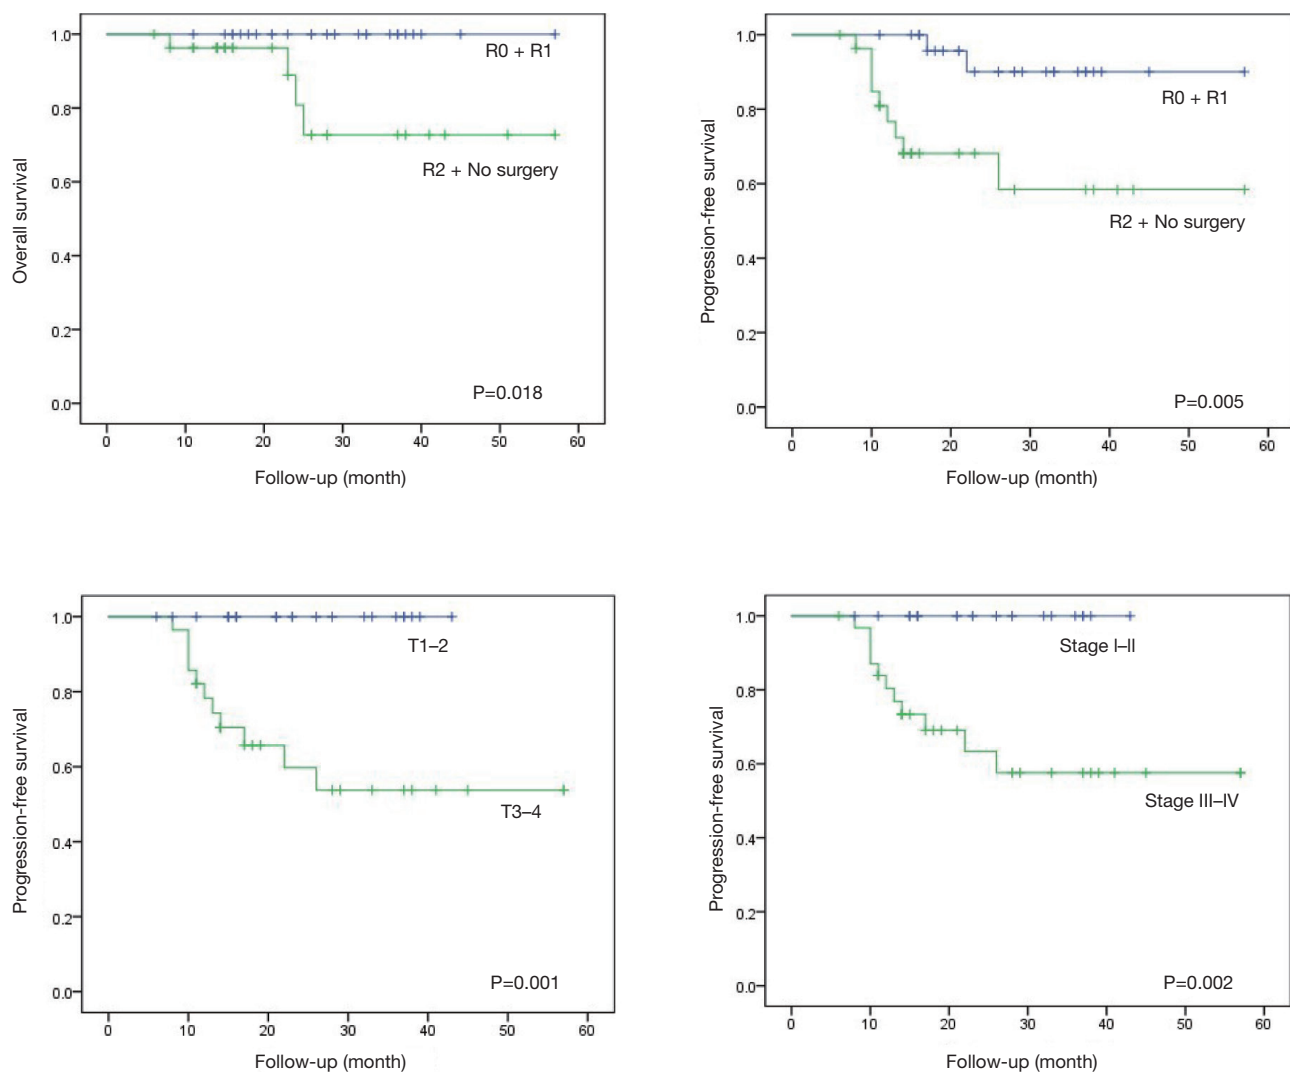 1.0
0.8
0.6
0.4
0.2
0.0
Overall survival
R0 + R1
R2 + No surgery
P=0.018
0 10 20 30 40 50 60
Follow-up (month)
1.0
0.8
0.6
0.4
0.2
0.0
Progression-free survival
R0 + R1
R2 + No surgery
P=0.005
0 10 20 30 40 50 60
Follow-up (month)
1.0
0.8
0.6
0.4
0.2
0.0
Progression-free survival
T1–2
T3–4
P=0.001
0 10 20 30 40 50 60
Follow-up (month)
1.0
0.8
0.6
0.4
0.2
0.0
Progression-free survival
Stage I–II
Stage III–IV
P=0.002
0 10 20 30 40 50 60
Follow-up (month)